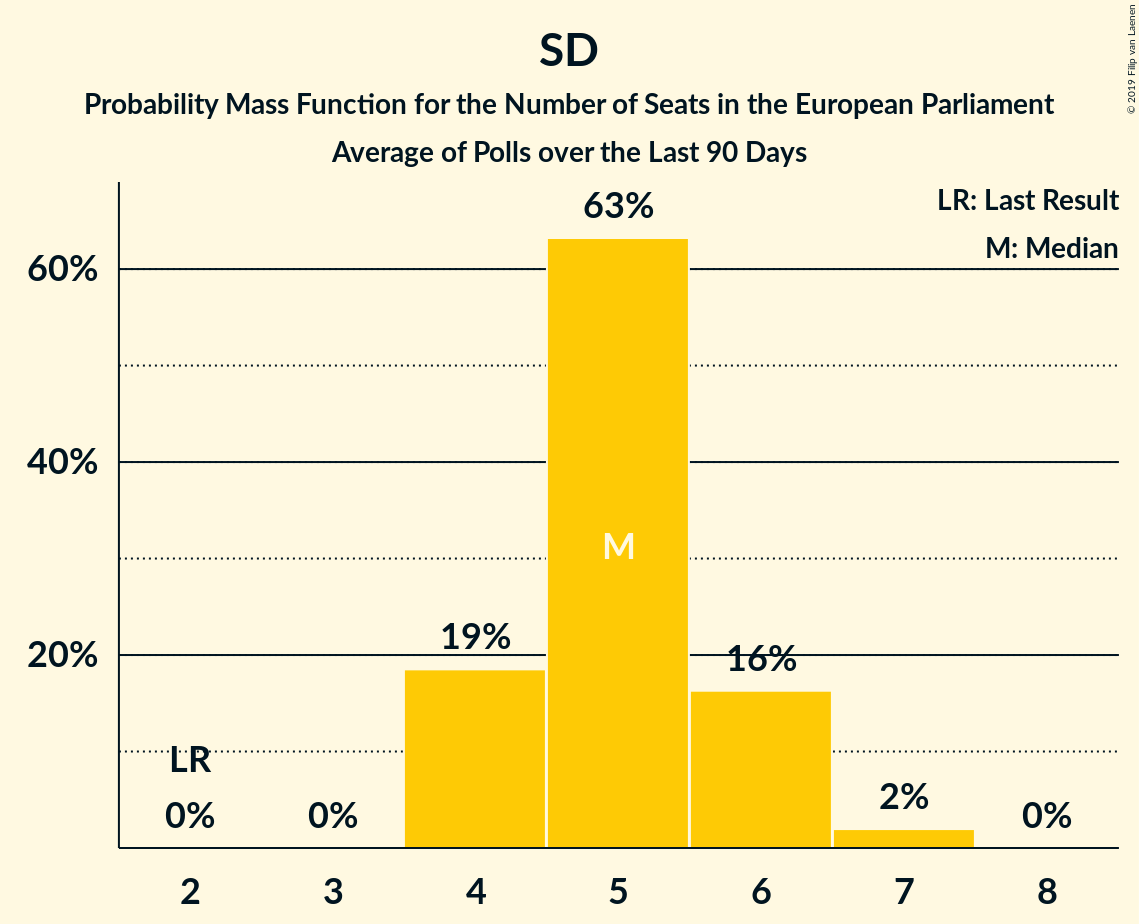 SD
Probability Mass Function for the Number of Seats in the European Parliament
Average of Polls over the Last 90 Days
© 2019 Filip van Laenen
LR: Last Result
M: Median
63%
60%
40%
M
19%
20%
16%
LR
2%
0%
0%
0%
2
3
4
5
6
7
8